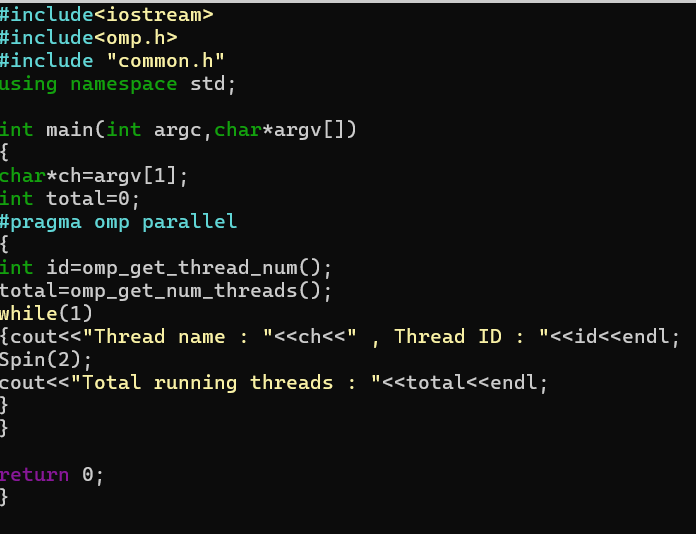 #include<iostream>
#include<omp.h>
#include "common.h"
using namespace std;
int main(int argc,char*argv[])
{
char*ch=argv[1];
int total=0;
#pragma omp parallel
{
int id=omp_get_thread_num();
total=omp_get_num_threads();
while(1)
{cout<<"Thread name : "<<ch<<" , Thread ID : "<<id<<endl;
Spin(2);
cout<<"Total running threads : "<<total<<endl;
}
}
return 0;
}